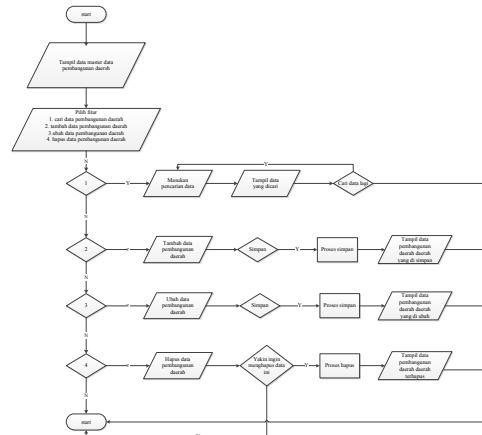 start
Tampil data master data
pembangunan daerah
Pilih fitur
1. cari data pembangunan daerah
2. tambah data pembangunan daerah
3 ubah data pembangunan daerah
4. hapus data pembangunan daerah
N
Y
1
Y
Masukan
pencarian data
Tampil data
yang dicari
Cari data lagi
N
2
Tambah data
pembangunan
daerah
Simpan
Y
Proses simpan
Tampil data
pembangunan
daerah daerah
yang di simpan
N
3
Ubah data
pembangunan
daerah
Simpan
Y
Proses simpan
Tampil data
pembangunan
daerah daerah
yang di ubah
N
4
Hapus data
pembangunan
daerah
Yakin ingin
menghapus data
ini
Y
Proses hapus
Tampil data
pembangunan
daerah daerah
terhapus
N
start